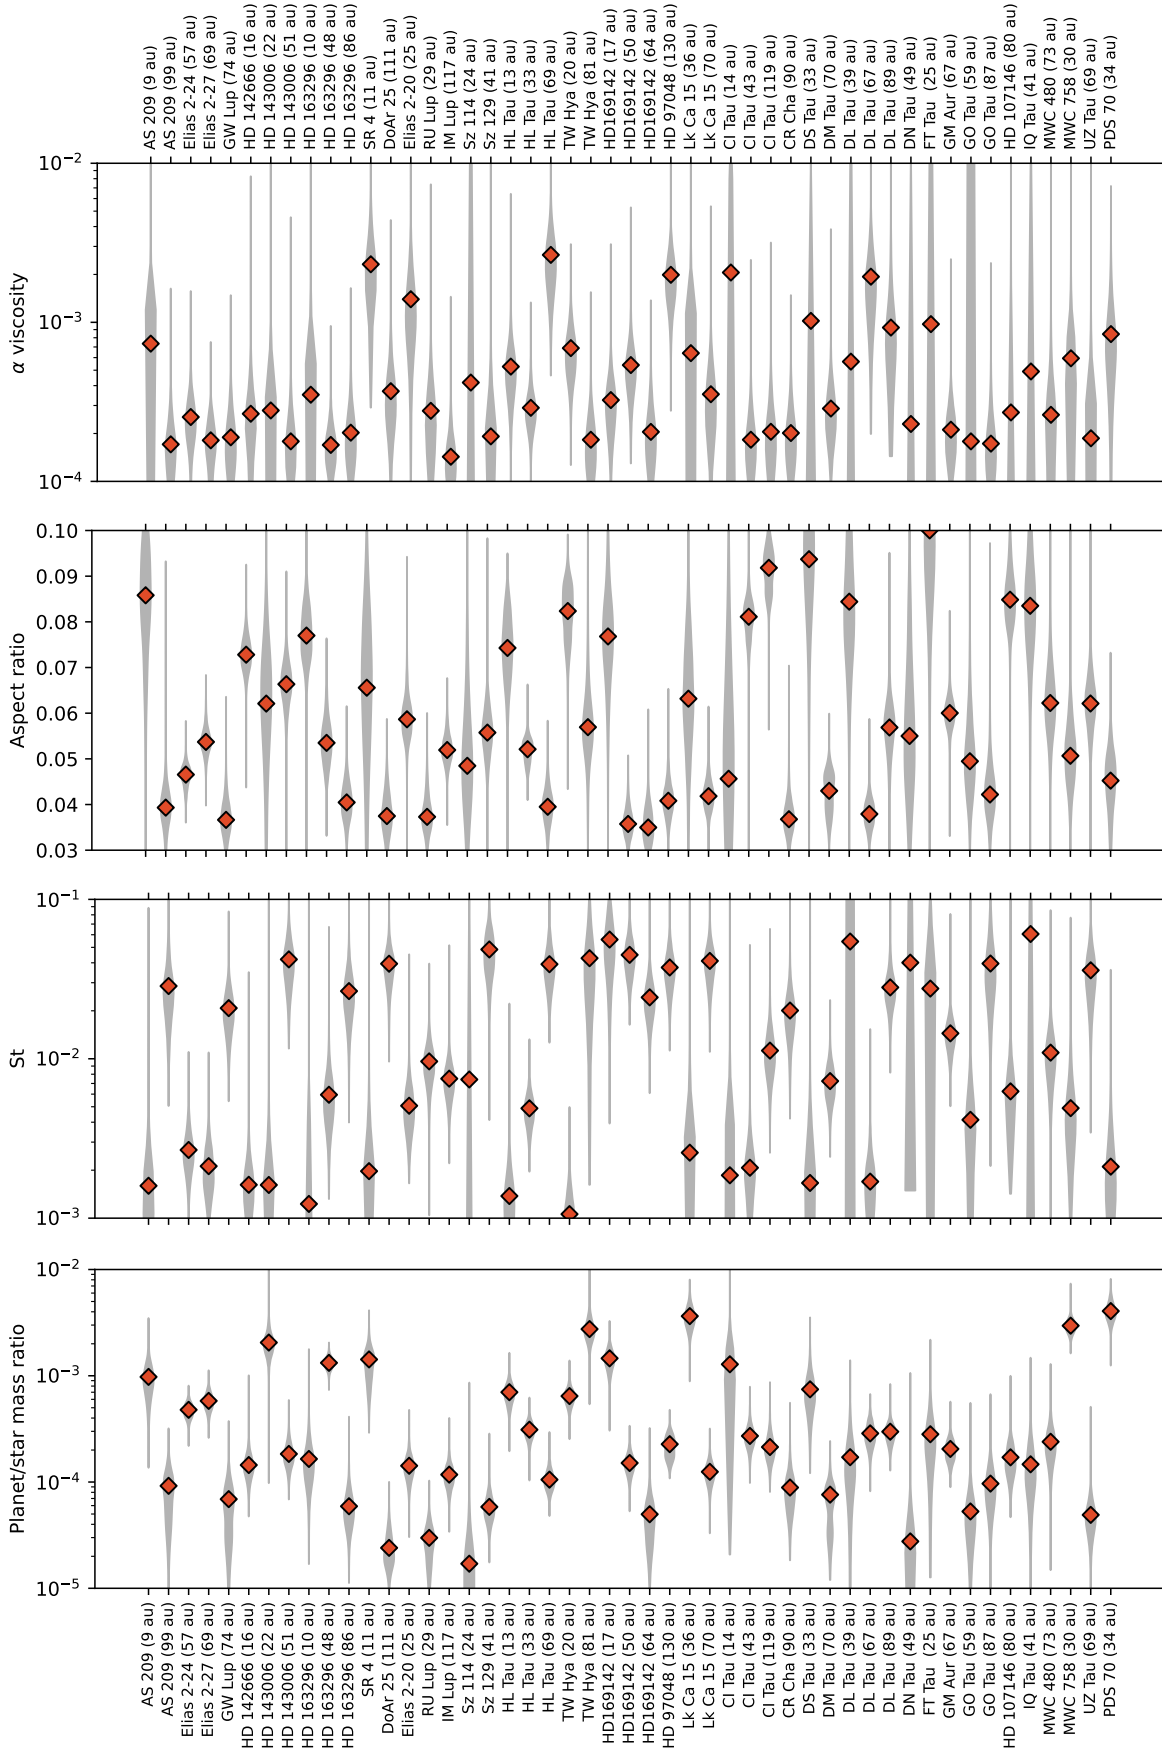 AS 209 (9 au)
AS 209 (99 au)
Elias 2-24 (57 au)
Elias 2-27 (69 au)
GW Lup (74 au)
HD 142666 (16 au)
HD 143006 (22 au)
HD 143006 (51 au)
HD 163296 (10 au)
HD 163296 (48 au)
HD 163296 (86 au)
SR 4 (11 au)
DoAr 25 (111 au)
Elias 2-20 (25 au)
RU Lup (29 au)
IM Lup (117 au)
Sz 114 (24 au)
Sz 129 (41 au)
HL Tau (13 au)
HL Tau (33 au)
HL Tau (69 au)
TW Hya (20 au)
TW Hya (81 au)
HD169142 (17 au)
HD169142 (50 au)
HD169142 (64 au)
HD 97048 (130 au)
Lk Ca 15 (36 au)
Lk Ca 15 (70 au)
CI Tau (14 au)
CI Tau (43 au)
CI Tau (119 au)
CR Cha (90 au)
DS Tau (33 au)
DM Tau (70 au)
DL Tau (39 au)
DL Tau (67 au)
DL Tau (89 au)
DN Tau (49 au)
FT Tau  (25 au)
GM Aur (67 au)
GO Tau (59 au)
GO Tau (87 au)
HD 107146 (80 au)
IQ Tau (41 au)
MWC 480 (73 au)
MWC 758 (30 au)
UZ Tau (69 au)
PDS 70 (34 au)
α viscosity
10⁻²
10⁻³
10⁻⁴
Aspect ratio
0.10
0.09
0.08
0.07
0.06
0.05
0.04
0.03
St
10⁻¹
10⁻²
10⁻³
Planet/star mass ratio
10⁻²
10⁻³
10⁻⁴
10⁻⁵
AS 209 (9 au)
AS 209 (99 au)
Elias 2-24 (57 au)
Elias 2-27 (69 au)
GW Lup (74 au)
HD 142666 (16 au)
HD 143006 (22 au)
HD 143006 (51 au)
HD 163296 (10 au)
HD 163296 (48 au)
HD 163296 (86 au)
SR 4 (11 au)
DoAr 25 (111 au)
Elias 2-20 (25 au)
RU Lup (29 au)
IM Lup (117 au)
Sz 114 (24 au)
Sz 129 (41 au)
HL Tau (13 au)
HL Tau (33 au)
HL Tau (69 au)
TW Hya (20 au)
TW Hya (81 au)
HD169142 (17 au)
HD169142 (50 au)
HD169142 (64 au)
HD 97048 (130 au)
Lk Ca 15 (36 au)
Lk Ca 15 (70 au)
CI Tau (14 au)
CI Tau (43 au)
CI Tau (119 au)
CR Cha (90 au)
DS Tau (33 au)
DM Tau (70 au)
DL Tau (39 au)
DL Tau (67 au)
DL Tau (89 au)
DN Tau (49 au)
FT Tau  (25 au)
GM Aur (67 au)
GO Tau (59 au)
GO Tau (87 au)
HD 107146 (80 au)
IQ Tau (41 au)
MWC 480 (73 au)
MWC 758 (30 au)
UZ Tau (69 au)
PDS 70 (34 au)